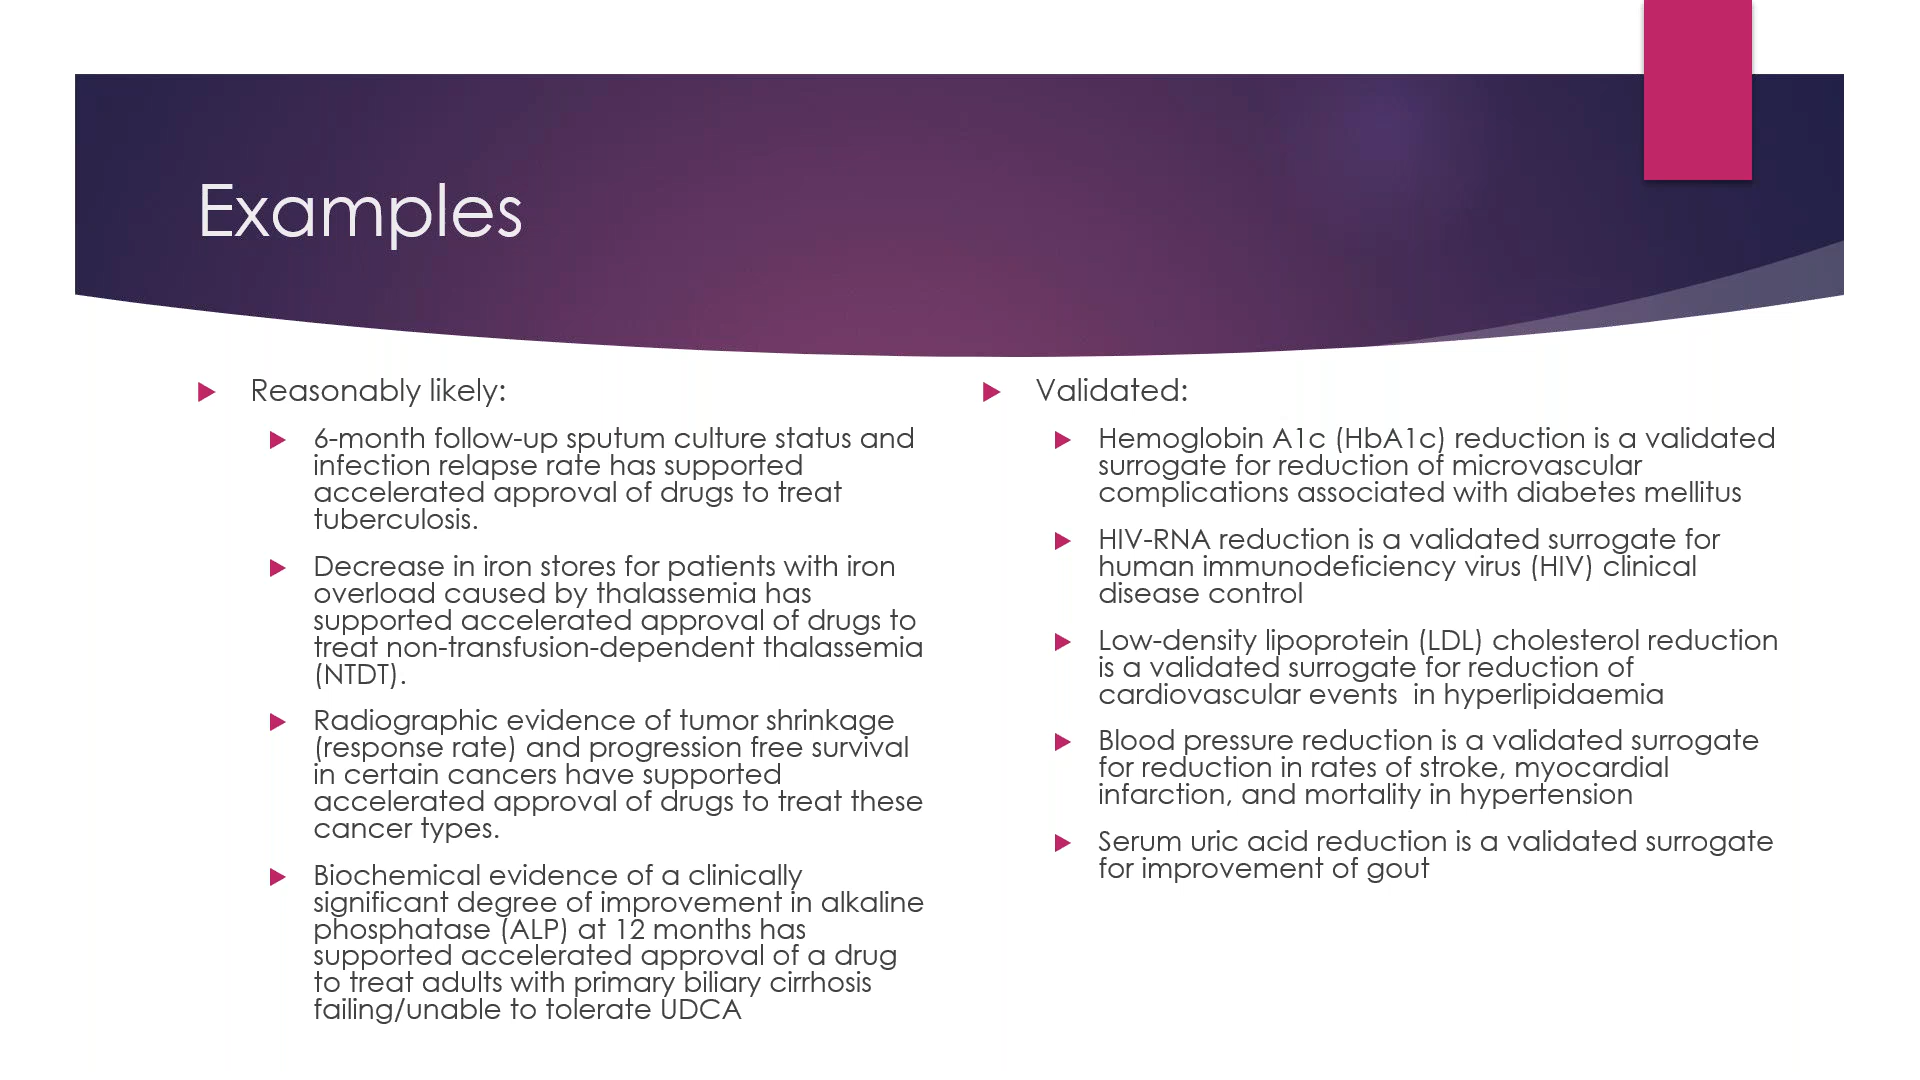 Examples
Reasonably likely:
6-month follow-up sputum culture status and
infection relapse rate has supported
accelerated approval of drugs to treat
tuberculosis.
Decrease in iron stores for patients with iron
overload caused by thalassemia has
supported accelerated approval of drugs to
treat non-transfusion-dependent thalassemia
(NTDT).
Radiographic evidence of tumor shrinkage
(response rate) and progression free survival
in certain cancers have supported
accelerated approval of drugs to treat these
cancer types.
Biochemical evidence of a clinically
significant degree of improvement in alkaline
phosphatase (ALP) at 12 months has
supported accelerated approval of a drug
to treat adults with primary biliary cirrhosis
failing/unable to tolerate UDCA
Validated:
Hemoglobin A1c (HbA1c) reduction is a validated
surrogate for reduction of microvascular
complications associated with diabetes mellitus
HIV-RNA reduction is a validated surrogate for
human immunodeficiency virus (HIV) clinical
disease control
Low-density lipoprotein (LDL) cholesterol reduction
is a validated surrogate for reduction of
cardiovascular events  in hyperlipidaemia
Blood pressure reduction is a validated surrogate
for reduction in rates of stroke, myocardial
infarction, and mortality in hypertension
Serum uric acid reduction is a validated surrogate
for improvement of gout